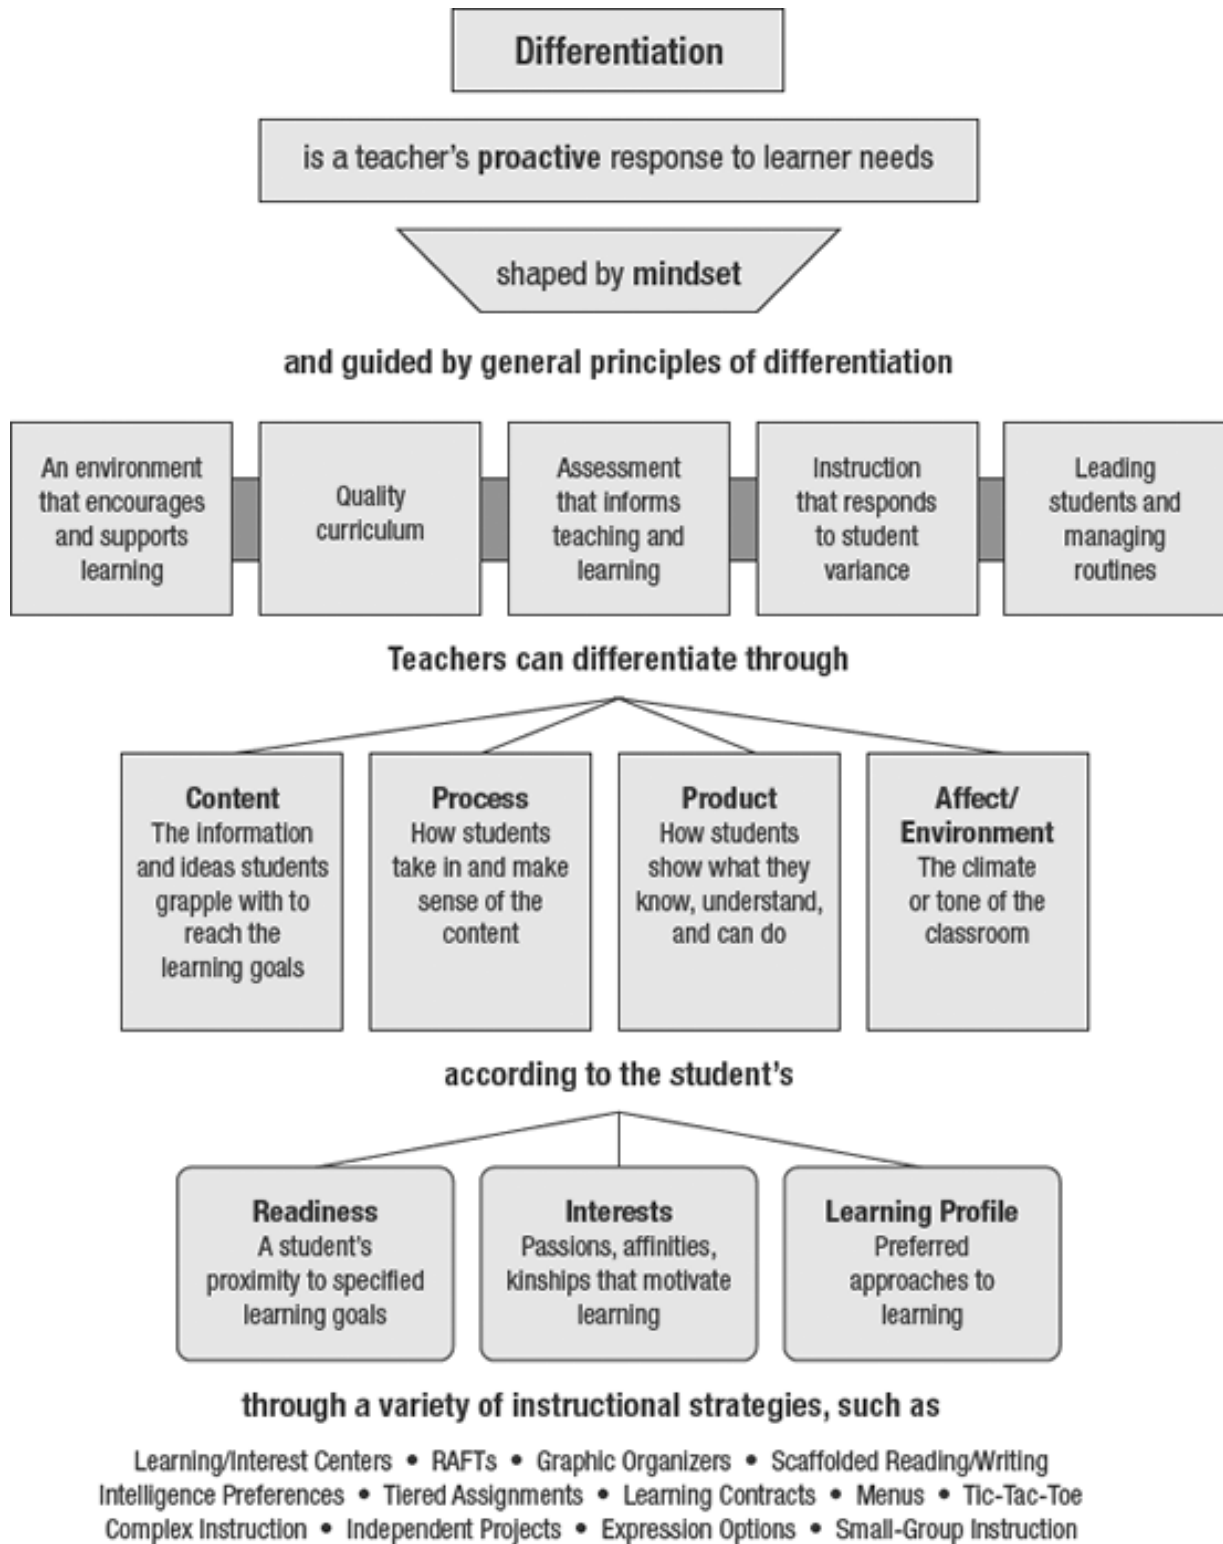 Differentiation
is a teacher's proactive response to learner needs
shaped by mindset
and guided by general principles of differentiation
An environment
that encourages
and supports
learning
Quality
curriculum
Assessment
that informs
teaching and
learning
Instruction
that responds
to student
variance
Leading
students and
managing
routines
Teachers can differentiate through
Content
The information
and ideas students
grapple with to
reach the
learning goals
Process
How students
take in and make
sense of the
content
Product
How students
show what they
know, understand,
and can do
Affect/
Environment
The climate
or tone of the
classroom
according to the student's
Readiness
A student's
proximity to specified
learning goals
Interests
Passions, affinities,
kinships that motivate
learning
Learning Profile
Preferred
approaches to
learning
through a variety of instructional strategies, such as
Learning/Interest Centers • RAFTs • Graphic Organizers • Scaffolded Reading/Writing
Intelligence Preferences • Tiered Assignments • Learning Contracts • Menus • Tic-Tac-Toe
Complex Instruction • Independent Projects • Expression Options • Small-Group Instruction